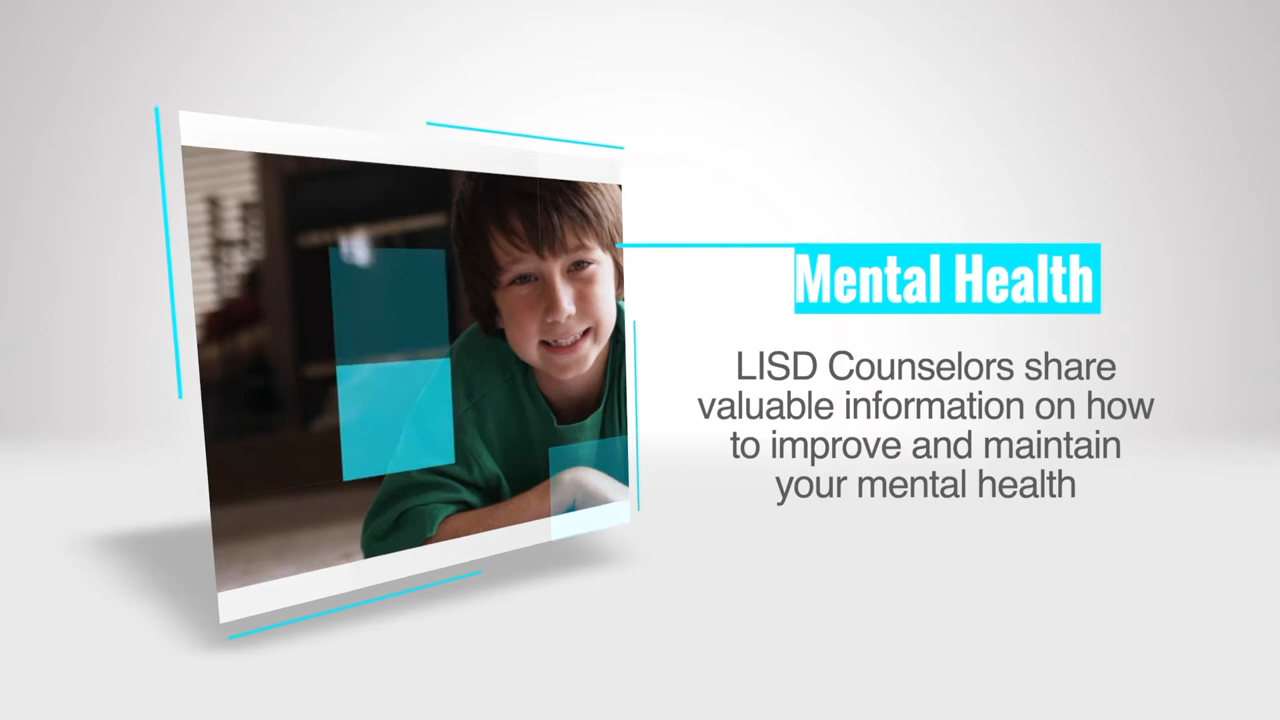 Mental Health
LISD Counselors share
valuable information on how
to improve and maintain
your mental health